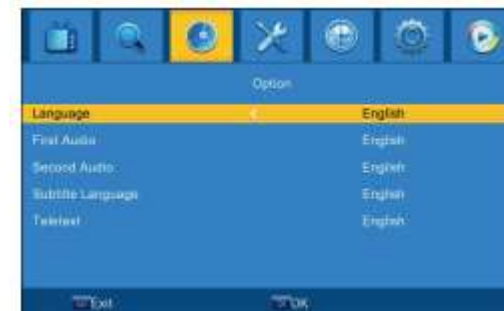 Option
Language English
First Audio English
Second Audio English
Subtitle Language English
Teletext English
Exit OK